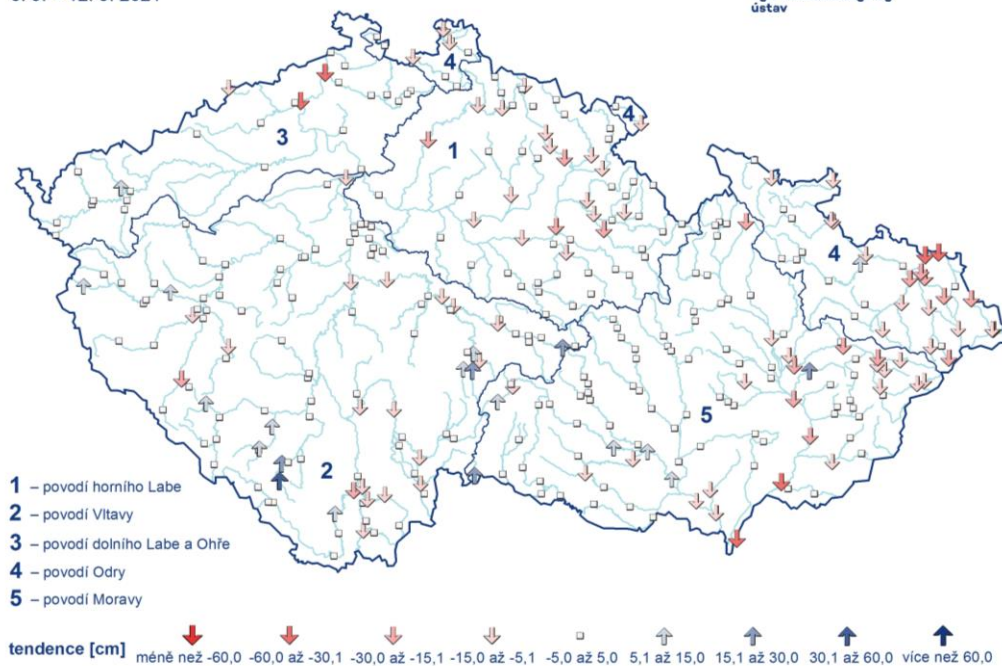 ústav
4
4
3
1
4
5
2
1 – povodí horního Labe
2 – povodí Vltavy
3 – povodí dolního Labe a Ohře
4 – povodí Odry
5 – povodí Moravy
tendence [cm] méně než -60,0 -60,0 až -30,1 -30,0 až -15,1 -15,0 až -5,1 -5,0 až 5,0 5,1 až 15,0 15,1 až 30,0 30,1 až 60,0 více než 60,0